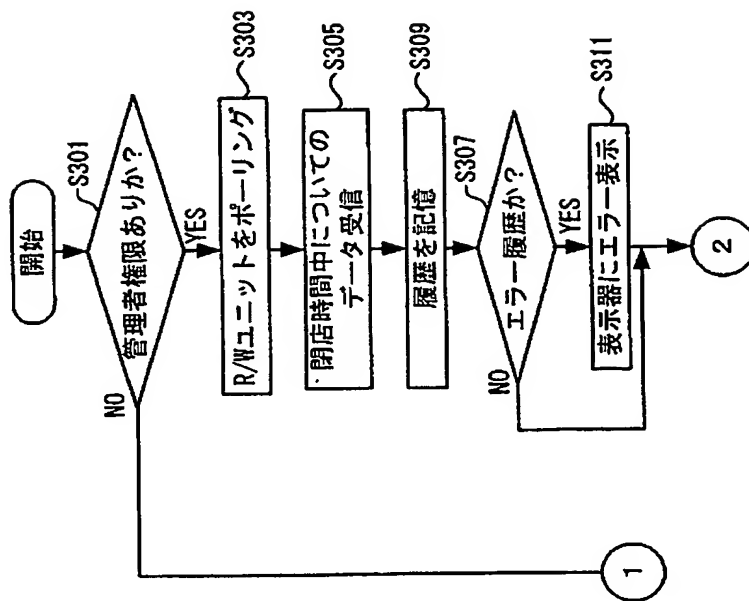 開始
管理者権限ありか?
S301
NO
YES
R/Wユニットをポーリング
S303
閉店時間中についての
データ受信
S305
履歴を記憶
S309
エラー履歴か?
S307
NO
YES
表示器にエラー表示
S311
1
2